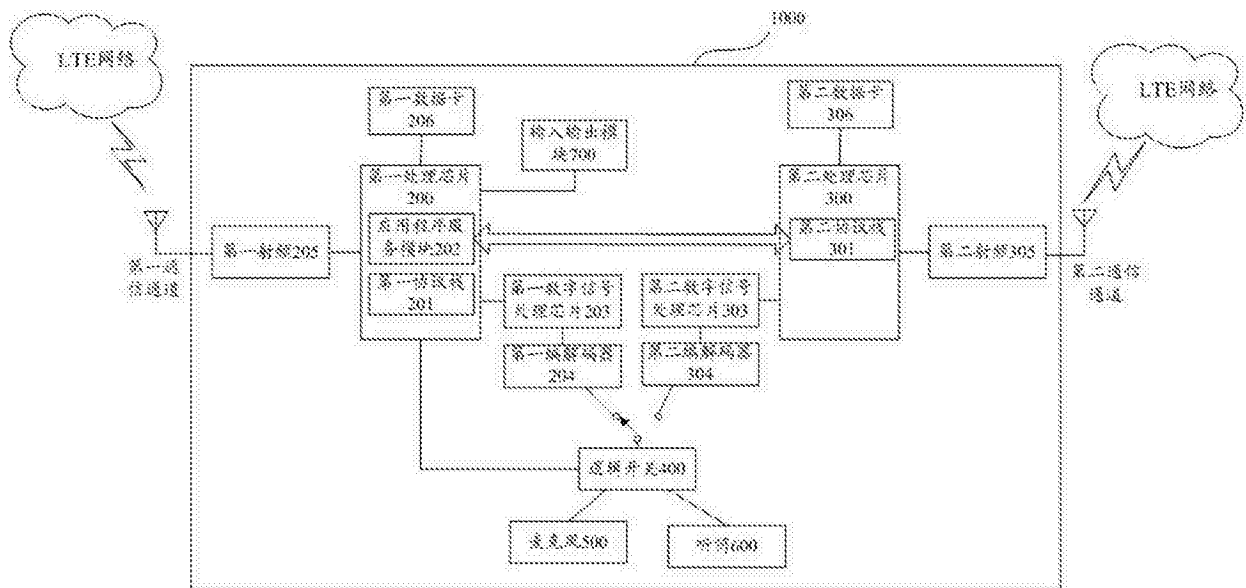 1000
LTE网络
LTE网络
第一数据卡
206
第二数据卡
306
输入输出模
块700
第一处理芯片
200
第二处理芯片
300
应用程序服
务模块202
第二协议栈
301
第一射频205
第二射频305
第一通
信通道
第二通信
通道
第一协议栈
201
第一数字信号
处理芯片203
第二数字信号
处理芯片303
第一编解码器
204
第二编解码器
304
逻辑开关400
麦克风500
听筒600